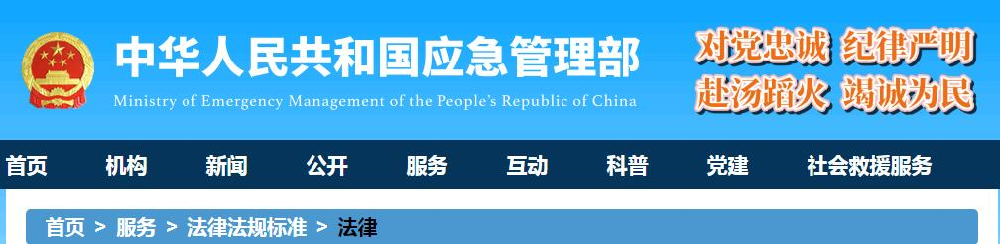 中华人民共和国应急管理部
Ministry of Emergency Management of the People's Republic of China
对党忠诚 纪律严明
赴汤蹈火 竭诚为民
首页 机构 新闻 公开 服务 互动 科普 党建 社会救援服务
首页 > 服务 > 法律法规标准 > 法律